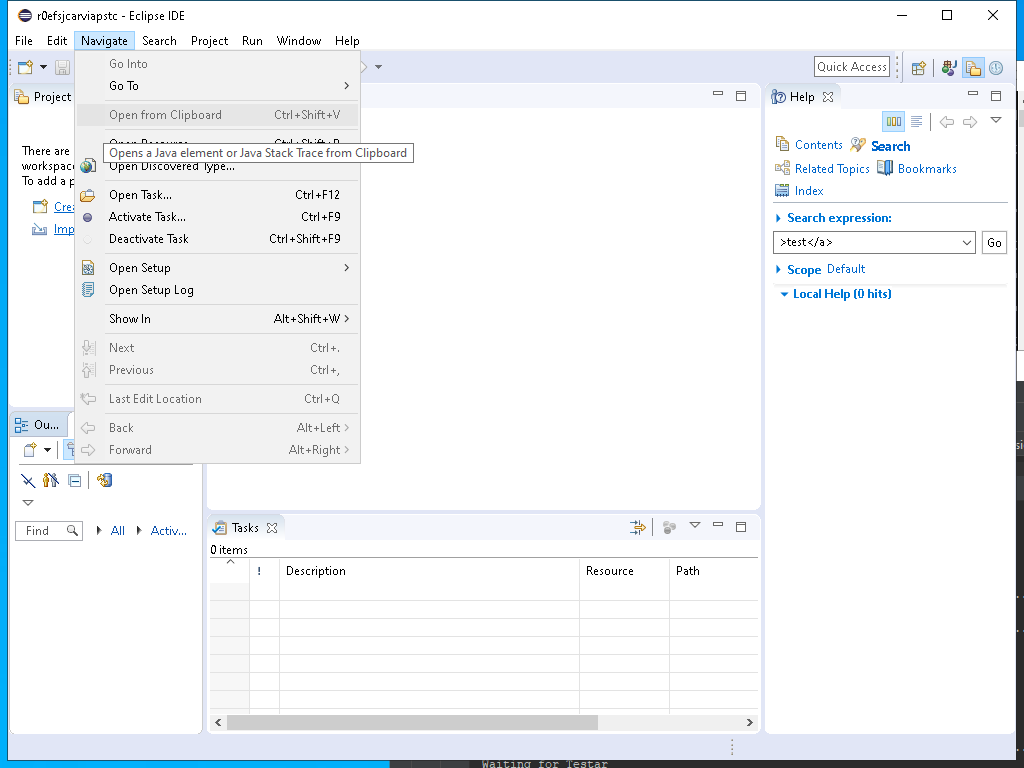 r0efsjcarviapstc - Eclipse IDE
File Edit Navigate Search Project Run Window Help
Quick Access
Go Into
Go To
Open from Clipboard Ctrl+Shift+V
Opens a Java element or Java Stack Trace from Clipboard
Open Discovered Type...
Open Task... Ctrl+F12
Activate Task... Ctrl+F9
Deactivate Task Ctrl+Shift+F9
Open Setup
Open Setup Log
Show In Alt+Shift+W
Next Ctrl+.
Previous Ctrl+,
Last Edit Location Ctrl+Q
Back Alt+Left
Forward Alt+Right
Project
There are
workspac
To add a p
Crea
Imp
Ou...
Find All Activ...
Tasks
0 items
! Description Resource Path
Help
Contents Search
Related Topics Bookmarks
Index
Search expression:
>test</a> Go
Scope Default
Local Help (0 hits)
Waiting for Testar